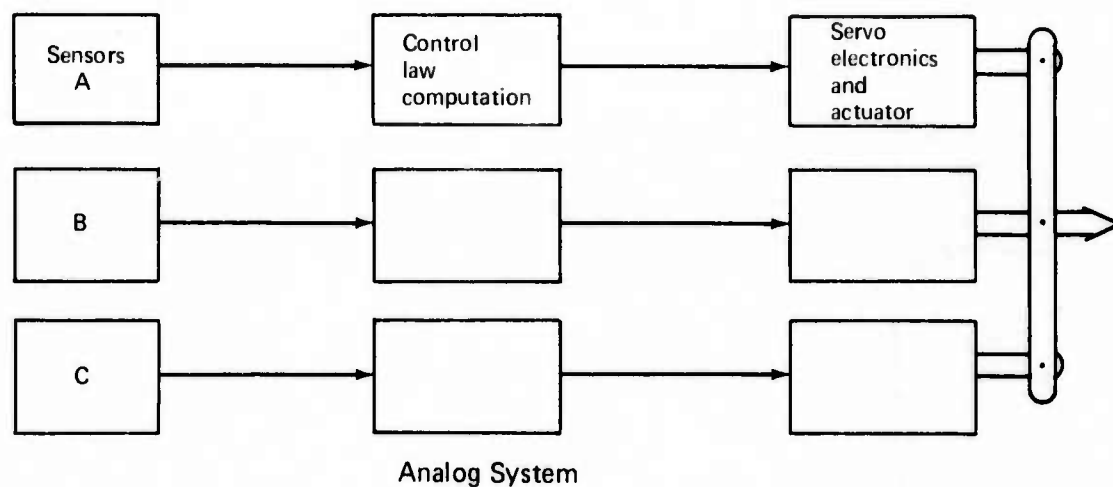 Sensors
A
Control
law
computation
Servo
electronics
and
actuator
B
C
Analog System